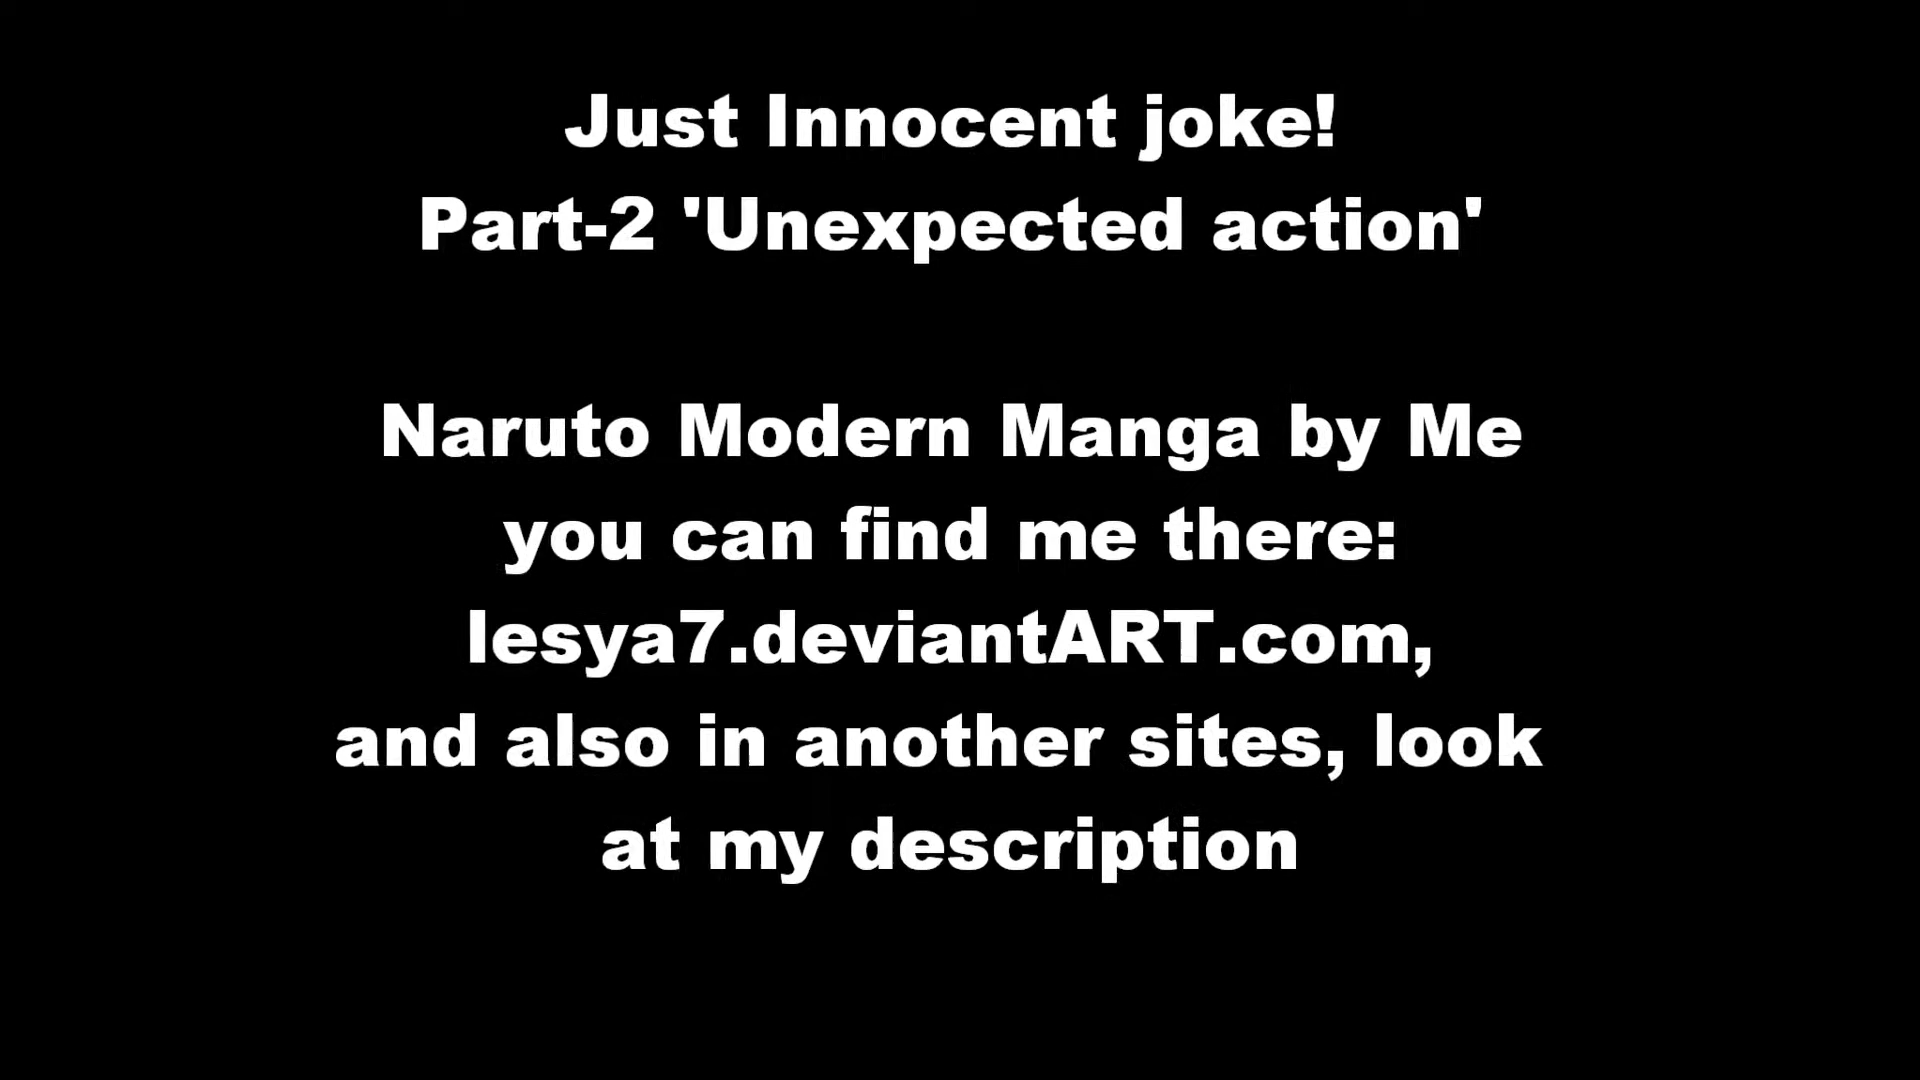 Just Innocent joke!
Part-2 'Unexpected action'
Naruto Modern Manga by Me
you can find me there:
lesya7.deviantART.com,
and also in another sites, look
at my description